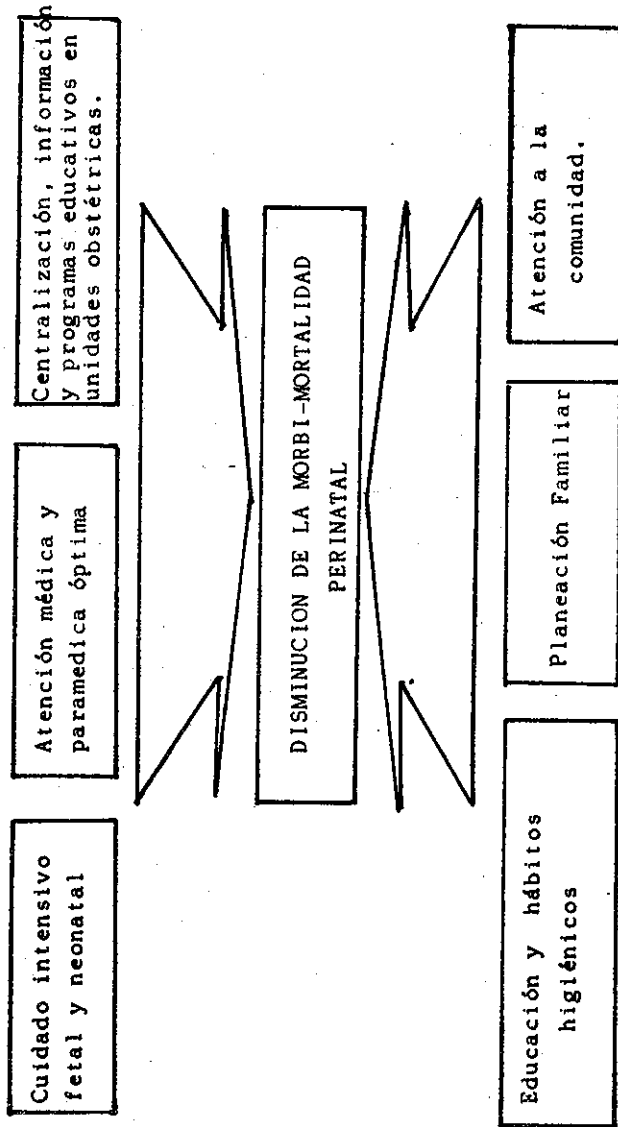 Cuidado intensivo
fetal y neonatal
Atención médica y
paramedica óptima
Centralización, información
y programas educativos en
unidades obstétricas.
DISMINUCION DE LA MORBI-MORTALIDAD
PERINATAL
Educación y hábitos
higiénicos
Planeación Familiar
Atención a la
comunidad.